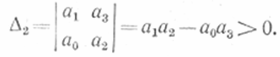 Δ₂ = | a₁ a₃ |
| a₀ a₂ | = a₁a₂ − a₀a₃ > 0.